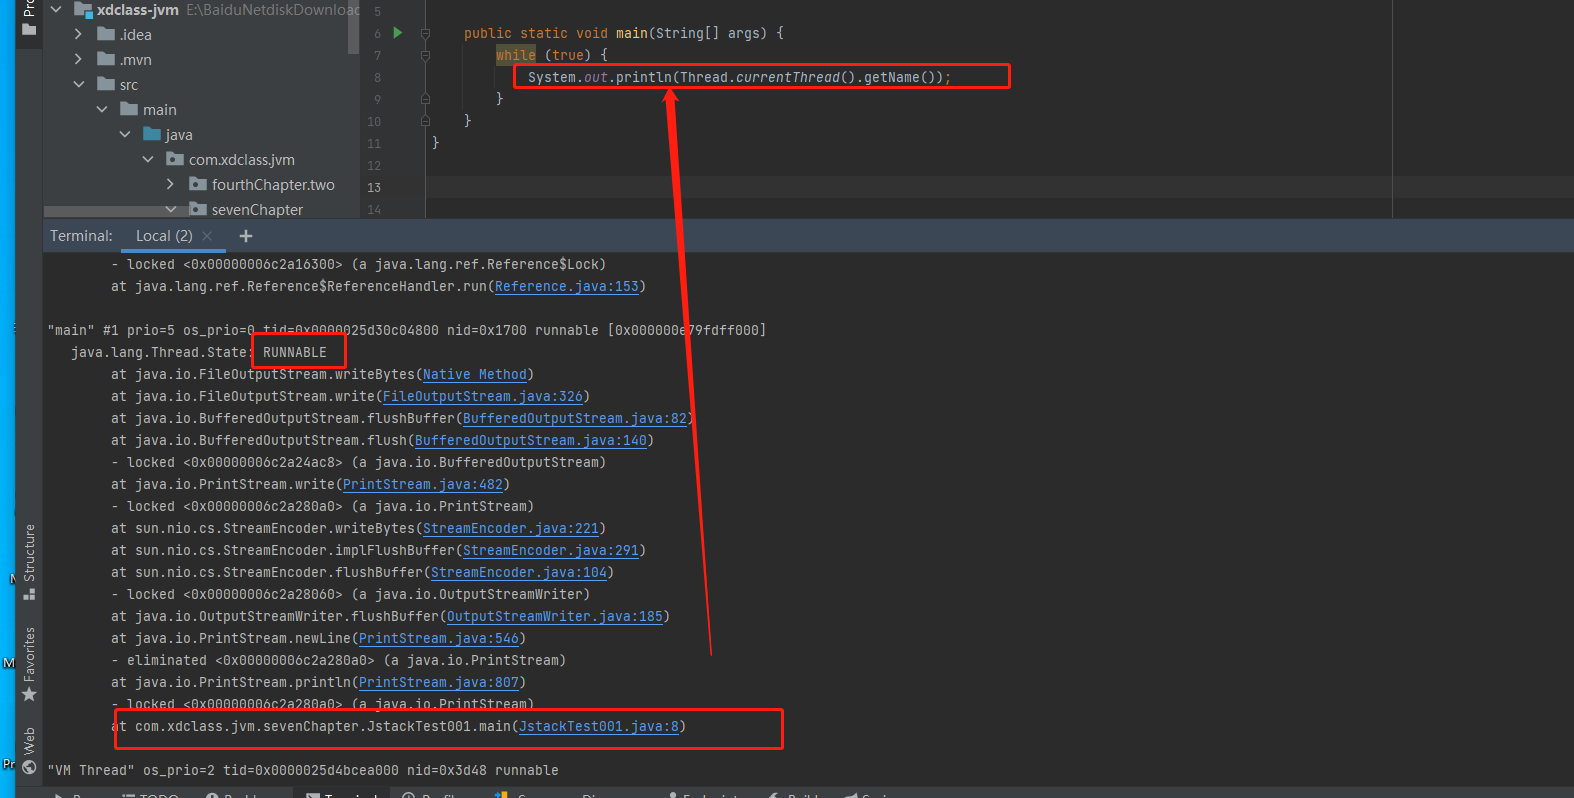 Pro
xdclass-jvm E:\BaiduNetdiskDownload
.idea
.mvn
src
main
java
com.xdclass.jvm
fourthChapter.two
sevenChapter
5
6 public static void main(String[] args) {
7 while (true) {
8 System.out.println(Thread.currentThread().getName());
9 }
10 }
11 }
12
13
14
Terminal: Local (2) × +
- locked <0x00000006c2a16300> (a java.lang.ref.Reference$Lock)
at java.lang.ref.Reference$ReferenceHandler.run(Reference.java:153)
"main" #1 prio=5 os_prio=0 tid=0x0000025d30c04800 nid=0x1700 runnable [0x000000e79fdff000]
java.lang.Thread.State: RUNNABLE
at java.io.FileOutputStream.writeBytes(Native Method)
at java.io.FileOutputStream.write(FileOutputStream.java:326)
at java.io.BufferedOutputStream.flushBuffer(BufferedOutputStream.java:82)
at java.io.BufferedOutputStream.flush(BufferedOutputStream.java:140)
- locked <0x00000006c2a24ac8> (a java.io.BufferedOutputStream)
at java.io.PrintStream.write(PrintStream.java:482)
- locked <0x00000006c2a280a0> (a java.io.PrintStream)
at sun.nio.cs.StreamEncoder.writeBytes(StreamEncoder.java:221)
at sun.nio.cs.StreamEncoder.implFlushBuffer(StreamEncoder.java:291)
at sun.nio.cs.StreamEncoder.flushBuffer(StreamEncoder.java:104)
- locked <0x00000006c2a28060> (a java.io.OutputStreamWriter)
at java.io.OutputStreamWriter.flushBuffer(OutputStreamWriter.java:185)
at java.io.PrintStream.newLine(PrintStream.java:546)
- eliminated <0x00000006c2a280a0> (a java.io.PrintStream)
at java.io.PrintStream.println(PrintStream.java:807)
- locked <0x00000006c2a280a0> (a java.io.PrintStream)
at com.xdclass.jvm.sevenChapter.JstackTest001.main(JstackTest001.java:8)
"VM Thread" os_prio=2 tid=0x0000025d4bcea000 nid=0x3d48 runnable
Structure
Favorites
Web
TODO
Terminal